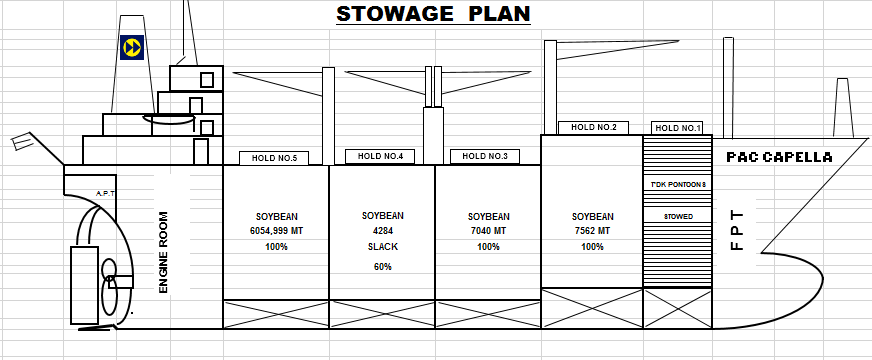 STOWAGE PLAN
HOLD NO.2
HOLD NO.1
HOLD NO.5
HOLD NO.4
HOLD NO.3
PAC CAPELLA
A.P.T
T'DK PONTOON 8
STOWED
ENGINE ROOM
SOYBEAN
6054,999 MT
100%
SOYBEAN
4284
SLACK
60%
SOYBEAN
7040 MT
100%
SOYBEAN
7562 MT
100%
F P T